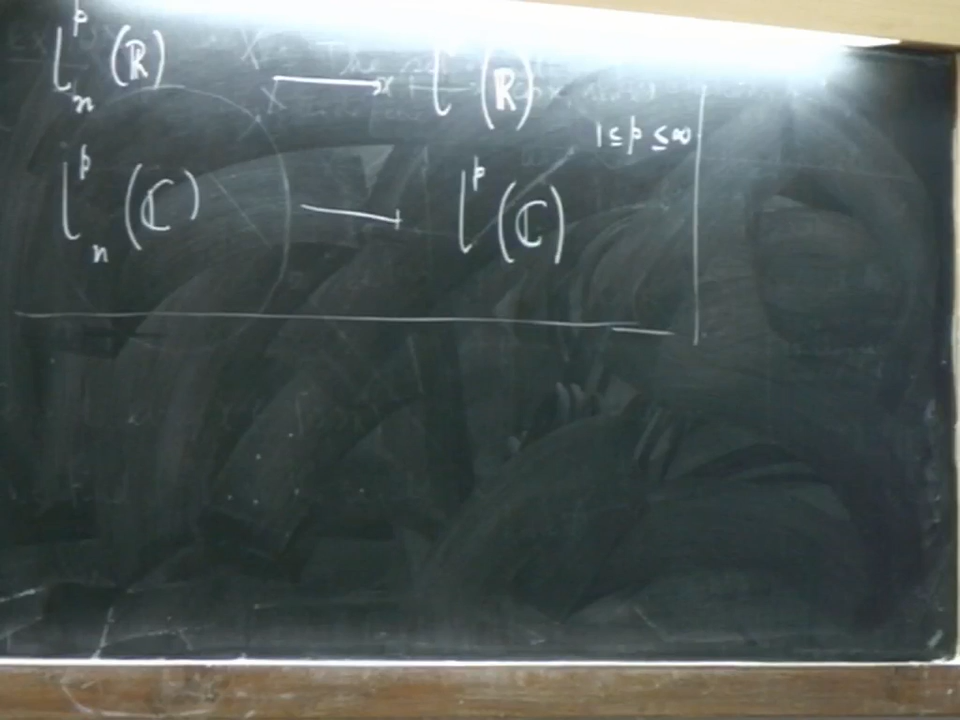 l^p_n (ℝ) ⟶ l^p (ℝ)
1 ≤ p ≤ ∞
l^p_n (ℂ) ⟶ l^p (ℂ)